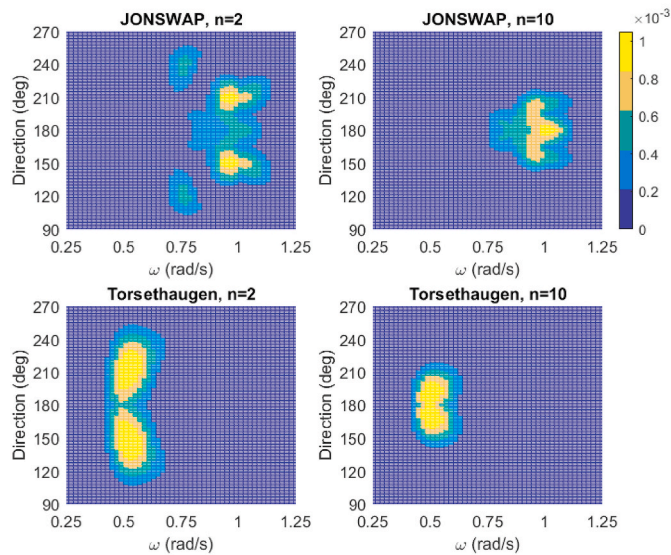 JONSWAP, n=2
270
240
210
180
150
120
90
Direction (deg)
0.25 0.5 0.75 1 1.25
ω (rad/s)
JONSWAP, n=10
270
240
210
180
150
120
90
Direction (deg)
0.25 0.5 0.75 1 1.25
ω (rad/s)
×10⁻³
1
0.8
0.6
0.4
0.2
0
Torsethaugen, n=2
270
240
210
180
150
120
90
Direction (deg)
0.25 0.5 0.75 1 1.25
ω (rad/s)
Torsethaugen, n=10
270
240
210
180
150
120
90
Direction (deg)
0.25 0.5 0.75 1 1.25
ω (rad/s)